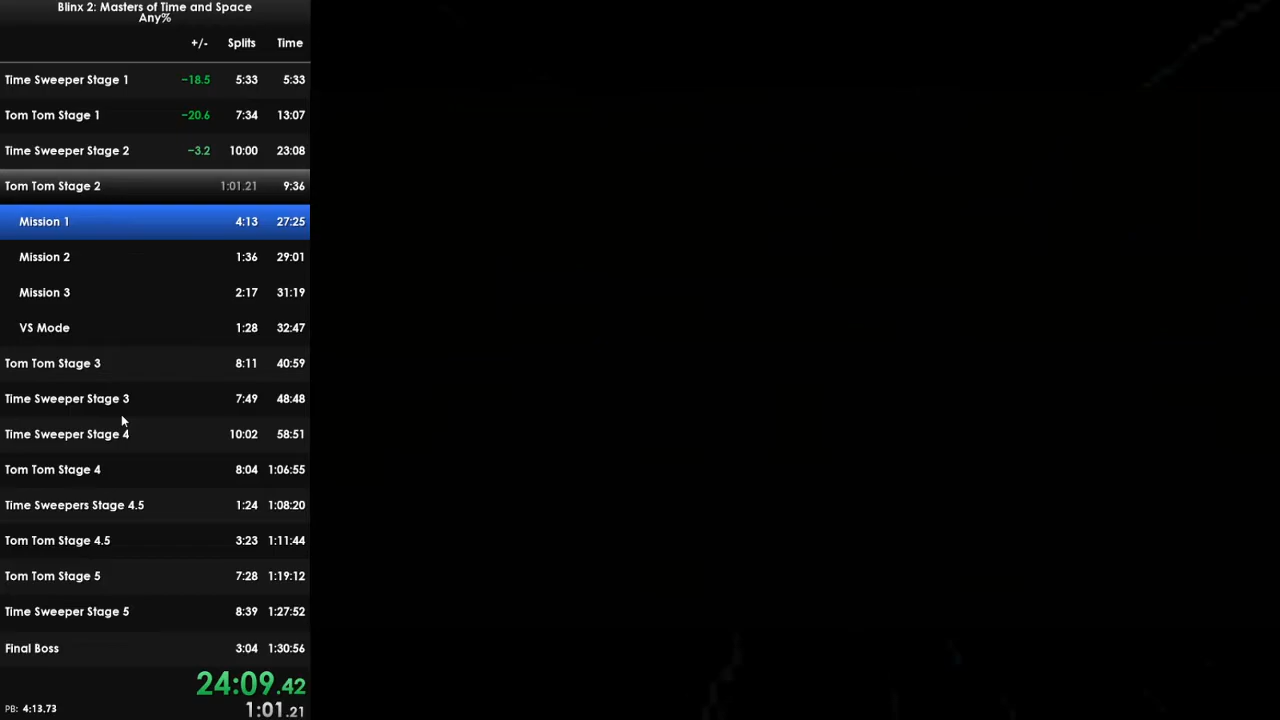 Blinx 2: Masters of Time and Space
Any%
+/- Splits Time
Time Sweeper Stage 1 −18.5 5:33 5:33
Tom Tom Stage 1 −20.6 7:34 13:07
Time Sweeper Stage 2 −3.2 10:00 23:08
Tom Tom Stage 2 1:01.21 9:36
Mission 1 4:13 27:25
Mission 2 1:36 29:01
Mission 3 2:17 31:19
VS Mode 1:28 32:47
Tom Tom Stage 3 8:11 40:59
Time Sweeper Stage 3 7:49 48:48
Time Sweeper Stage 4 10:02 58:51
Tom Tom Stage 4 8:04 1:06:55
Time Sweepers Stage 4.5 1:24 1:08:20
Tom Tom Stage 4.5 3:23 1:11:44
Tom Tom Stage 5 7:28 1:19:12
Time Sweeper Stage 5 8:39 1:27:52
Final Boss 3:04 1:30:56
24:09.42
PB: 4:13.73 1:01.21